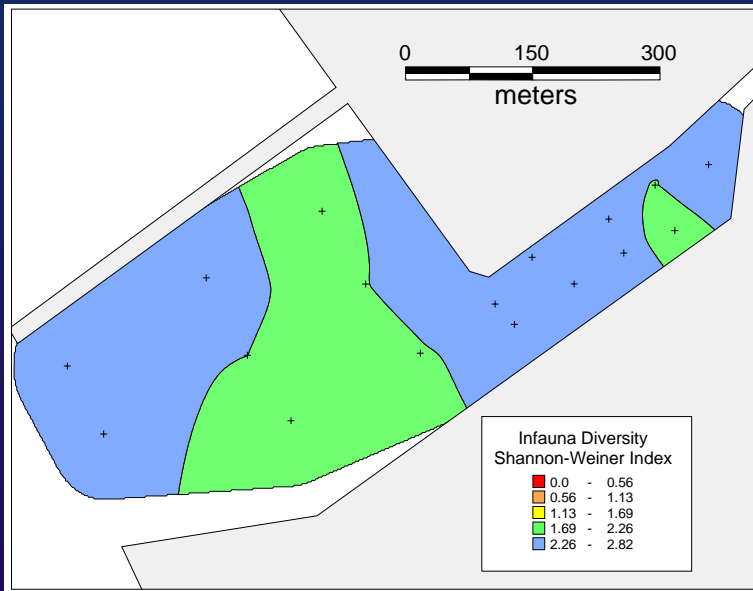 0 150 300
meters
Infauna Diversity
Shannon-Weiner Index
0.0 - 0.56
0.56 - 1.13
1.13 - 1.69
1.69 - 2.26
2.26 - 2.82